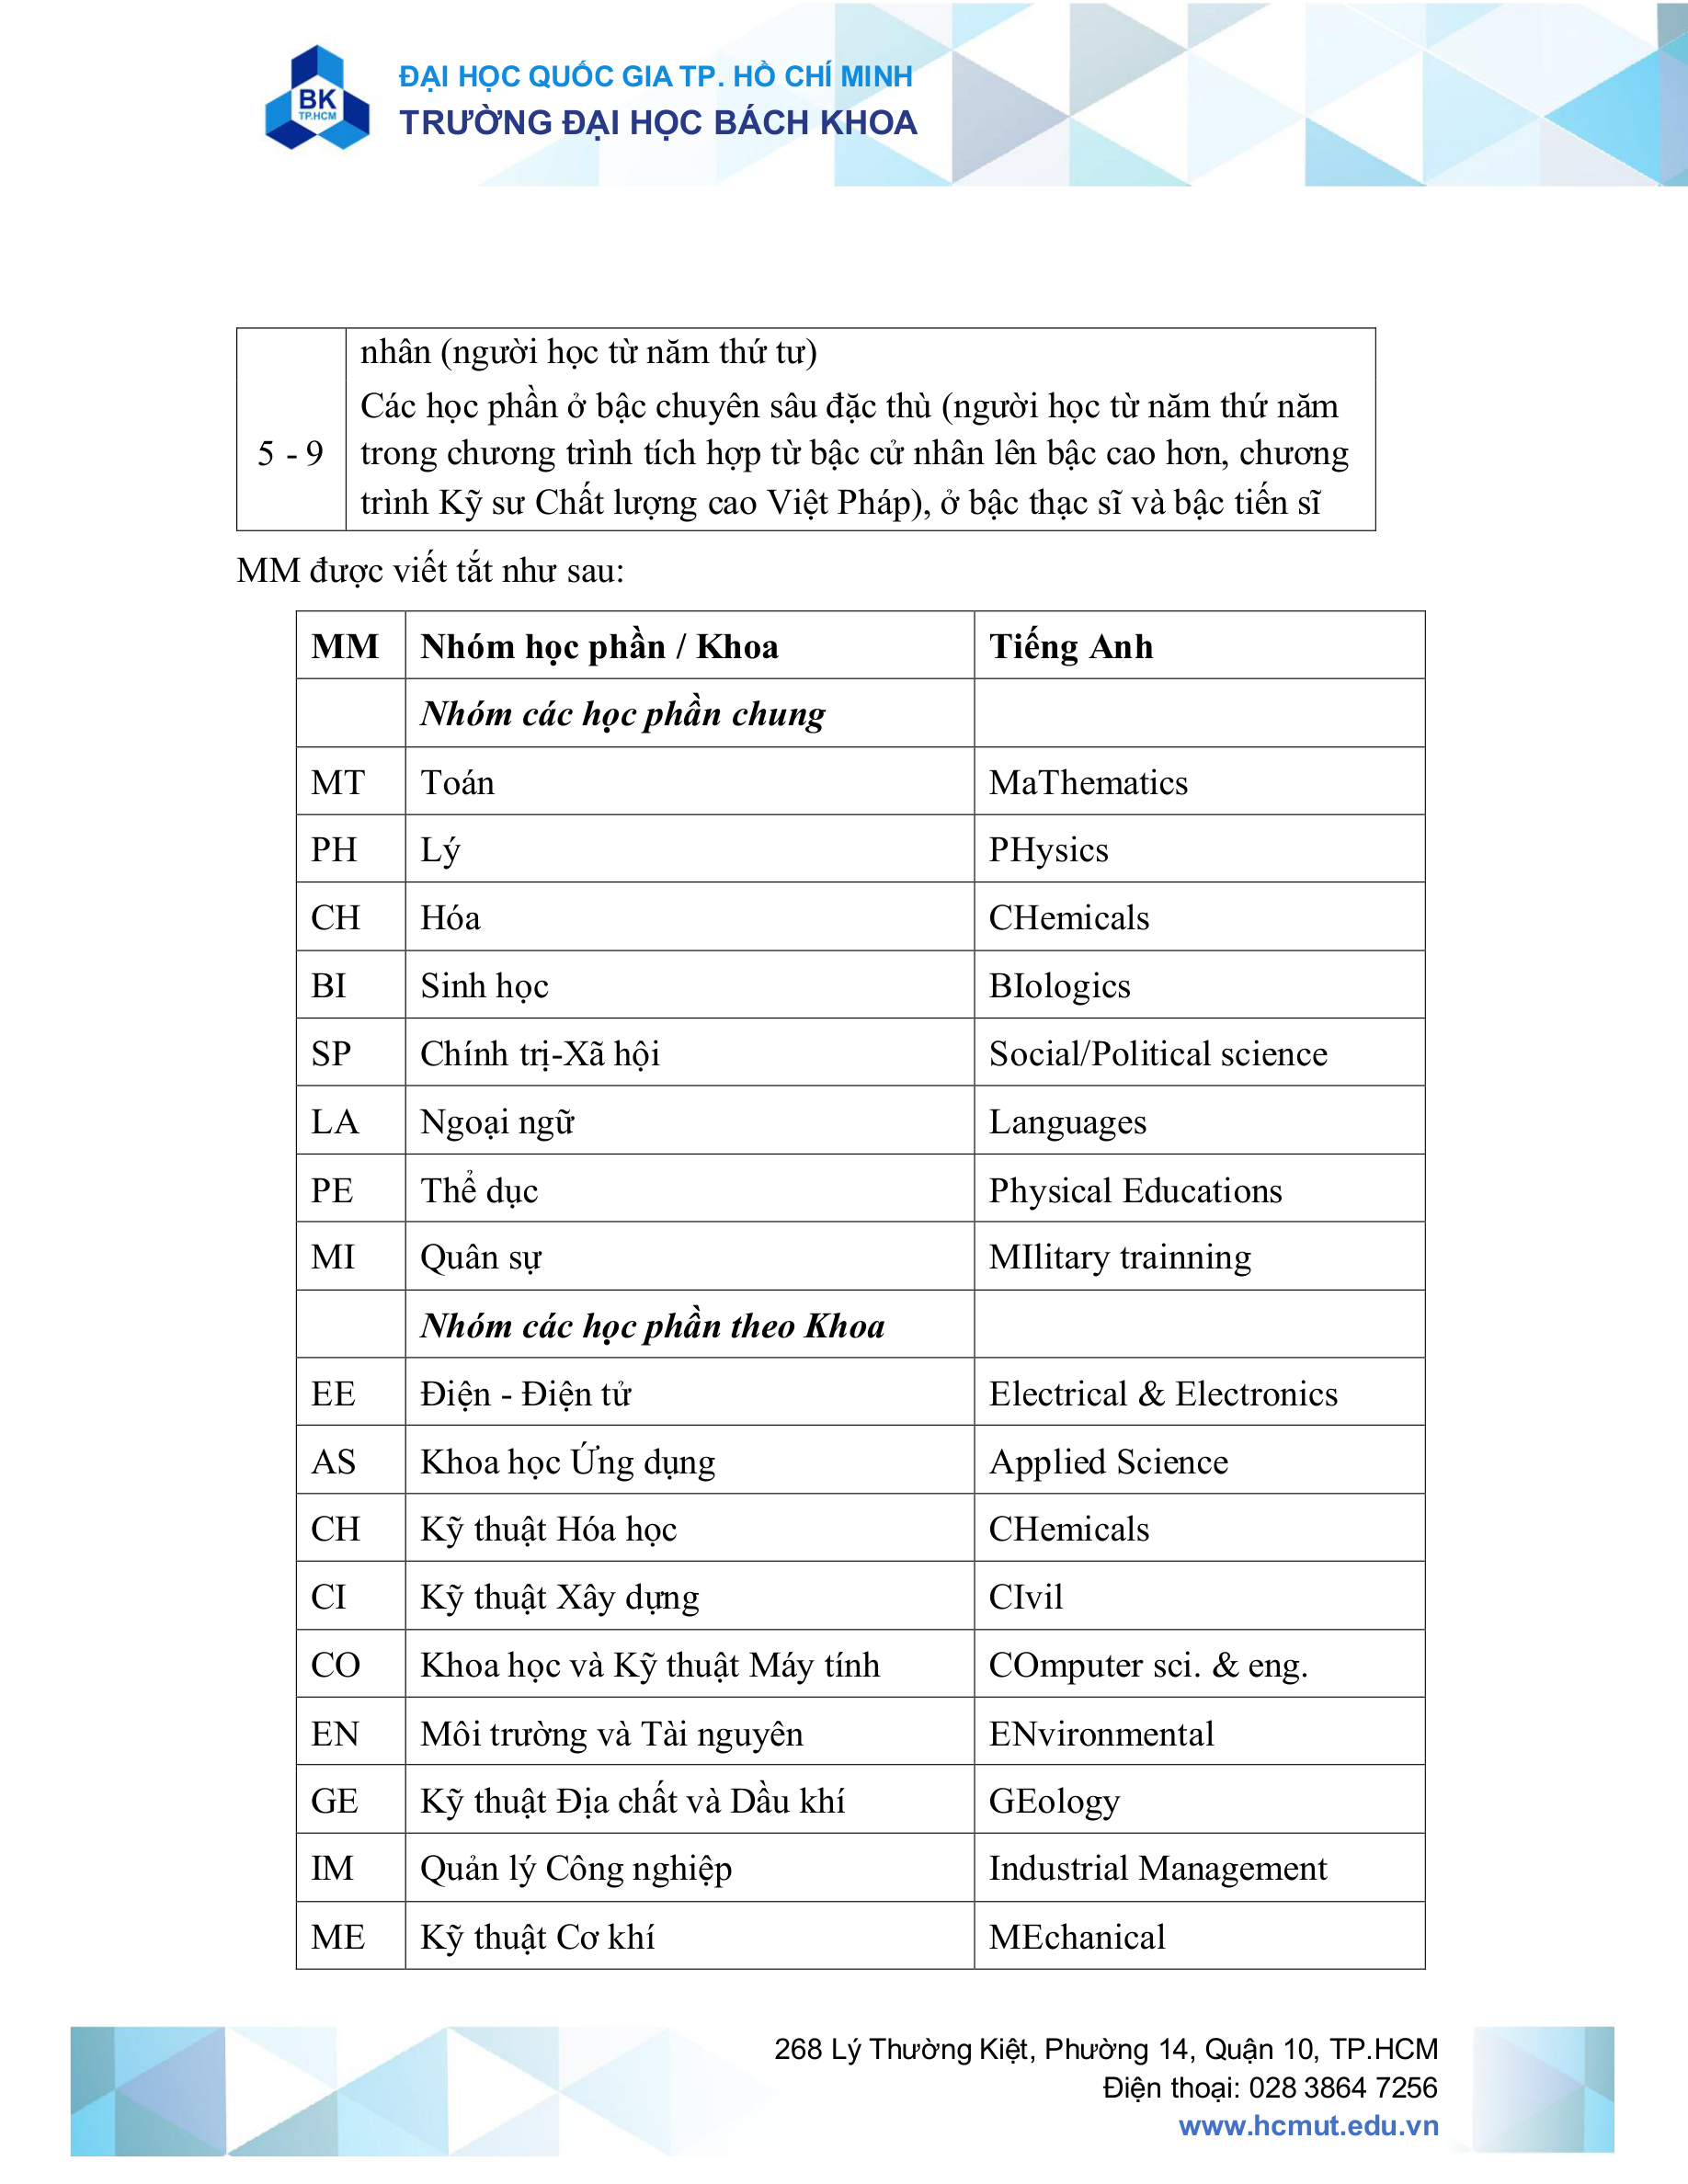 BK
TP.HCM
ĐẠI HỌC QUỐC GIA TP. HỒ CHÍ MINH
TRƯỜNG ĐẠI HỌC BÁCH KHOA
nhân (người học từ năm thứ tư)
Các học phần ở bậc chuyên sâu đặc thù (người học từ năm thứ năm
5 - 9 trong chương trình tích hợp từ bậc cử nhân lên bậc cao hơn, chương
trình Kỹ sư Chất lượng cao Việt Pháp), ở bậc thạc sĩ và bậc tiến sĩ
MM được viết tắt như sau:
MM Nhóm học phần / Khoa Tiếng Anh
Nhóm các học phần chung
MT Toán MaThematics
PH Lý PHysics
CH Hóa CHemicals
BI Sinh học BIologics
SP Chính trị-Xã hội Social/Political science
LA Ngoại ngữ Languages
PE Thể dục Physical Educations
MI Quân sự MIlitary trainning
Nhóm các học phần theo Khoa
EE Điện - Điện tử Electrical & Electronics
AS Khoa học Ứng dụng Applied Science
CH Kỹ thuật Hóa học CHemicals
CI Kỹ thuật Xây dựng CIvil
CO Khoa học và Kỹ thuật Máy tính COmputer sci. & eng.
EN Môi trường và Tài nguyên ENvironmental
GE Kỹ thuật Địa chất và Dầu khí GEology
IM Quản lý Công nghiệp Industrial Management
ME Kỹ thuật Cơ khí MEchanical
268 Lý Thường Kiệt, Phường 14, Quận 10, TP.HCM
Điện thoại: 028 3864 7256
www.hcmut.edu.vn